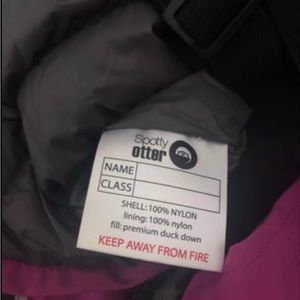 Spotty
otter
NAME
CLASS
SHELL: 100% NYLON
lining: 100% nylon
fill: premium duck down
KEEP AWAY FROM FIRE